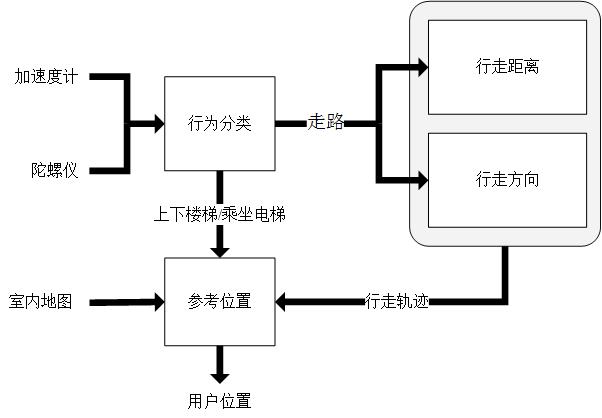 加速度计
陀螺仪
行为分类
走路
行走距离
行走方向
上下楼梯/乘坐电梯
室内地图
参考位置
行走轨迹
用户位置